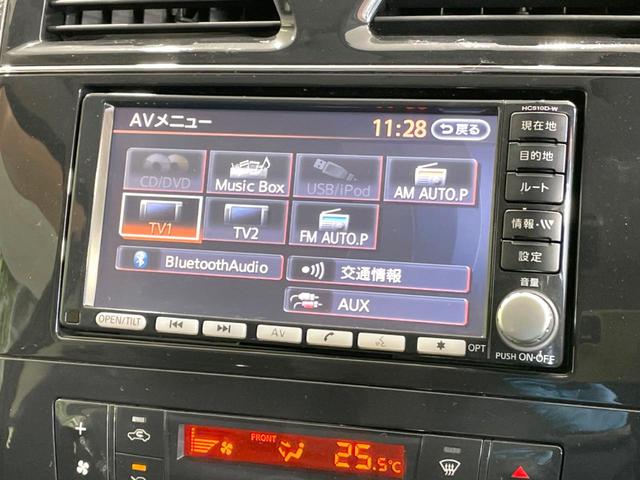 HC510D-W
AVメニュー
11:28
戻る
CD/DVD
Music Box
USB/iPod
AM AUTO.P
TV1
TV2
FM AUTO.P
BluetoothAudio
交通情報
AUX
現在地
目的地
ルート
情報・VV
設定
音量
PUSH ON-OFF
OPEN/TILT
AV
OPT
FRONT
25.5℃